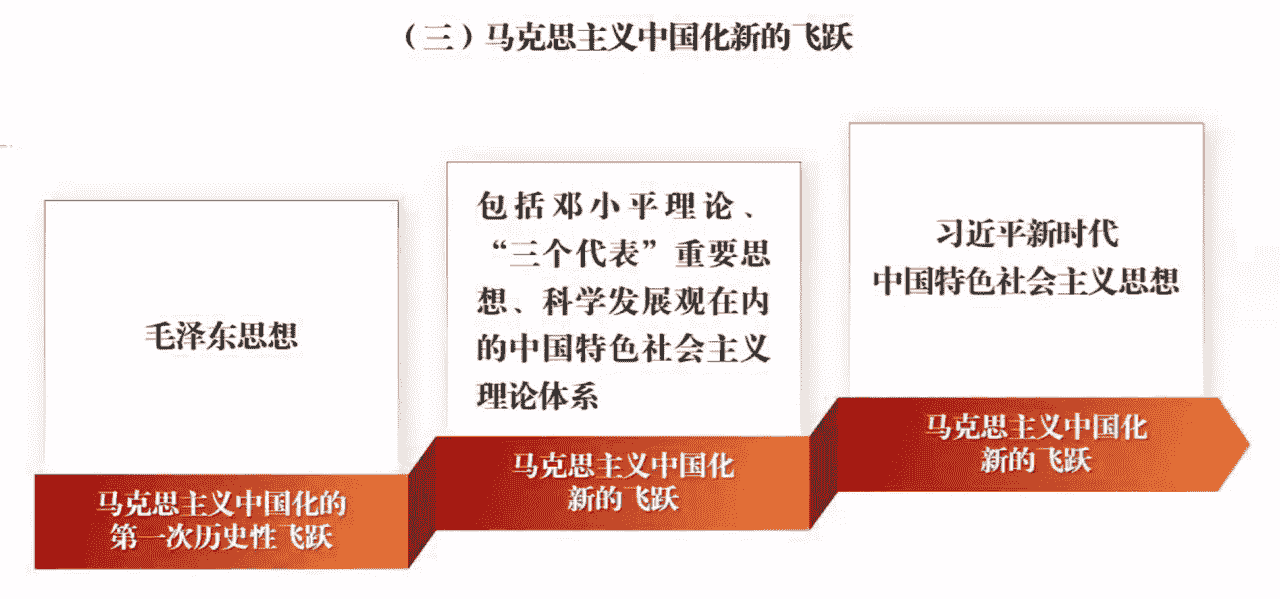 （三）马克思主义中国化新的飞跃
毛泽东思想
马克思主义中国化的
第一次历史性飞跃
包括邓小平理论、
“三个代表”重要思
想、科学发展观在内
的中国特色社会主义
理论体系
马克思主义中国化
新的飞跃
习近平新时代
中国特色社会主义思想
马克思主义中国化
新的飞跃